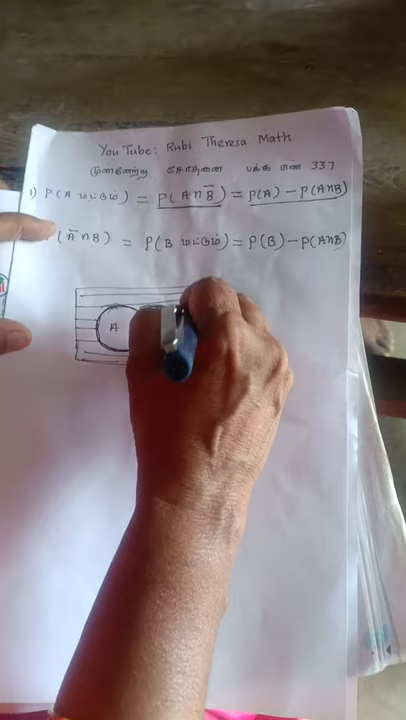 You Tube: Rubi Theresa Math
முன்னேற்ற சோதனை பக்க எண் 337
1) P(A மட்டும்) = P(A∩B̅) = P(A) − P(A∩B)
(A̅∩B) = P(B மட்டும்) = P(B) − P(A∩B)
A